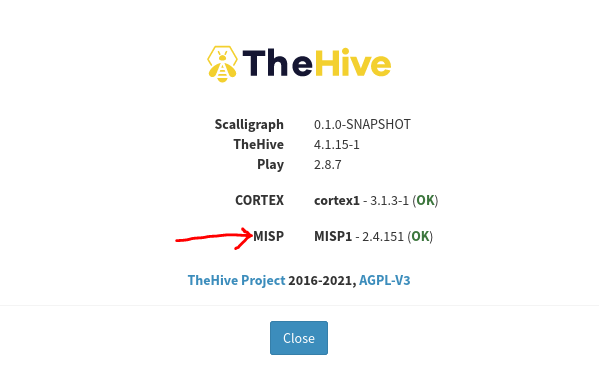 TheHive
Scalligraph 0.1.0-SNAPSHOT
TheHive 4.1.15-1
Play 2.8.7
CORTEX cortex1 - 3.1.3-1 (OK)
MISP MISP1 - 2.4.151 (OK)
TheHive Project 2016-2021, AGPL-V3
Close